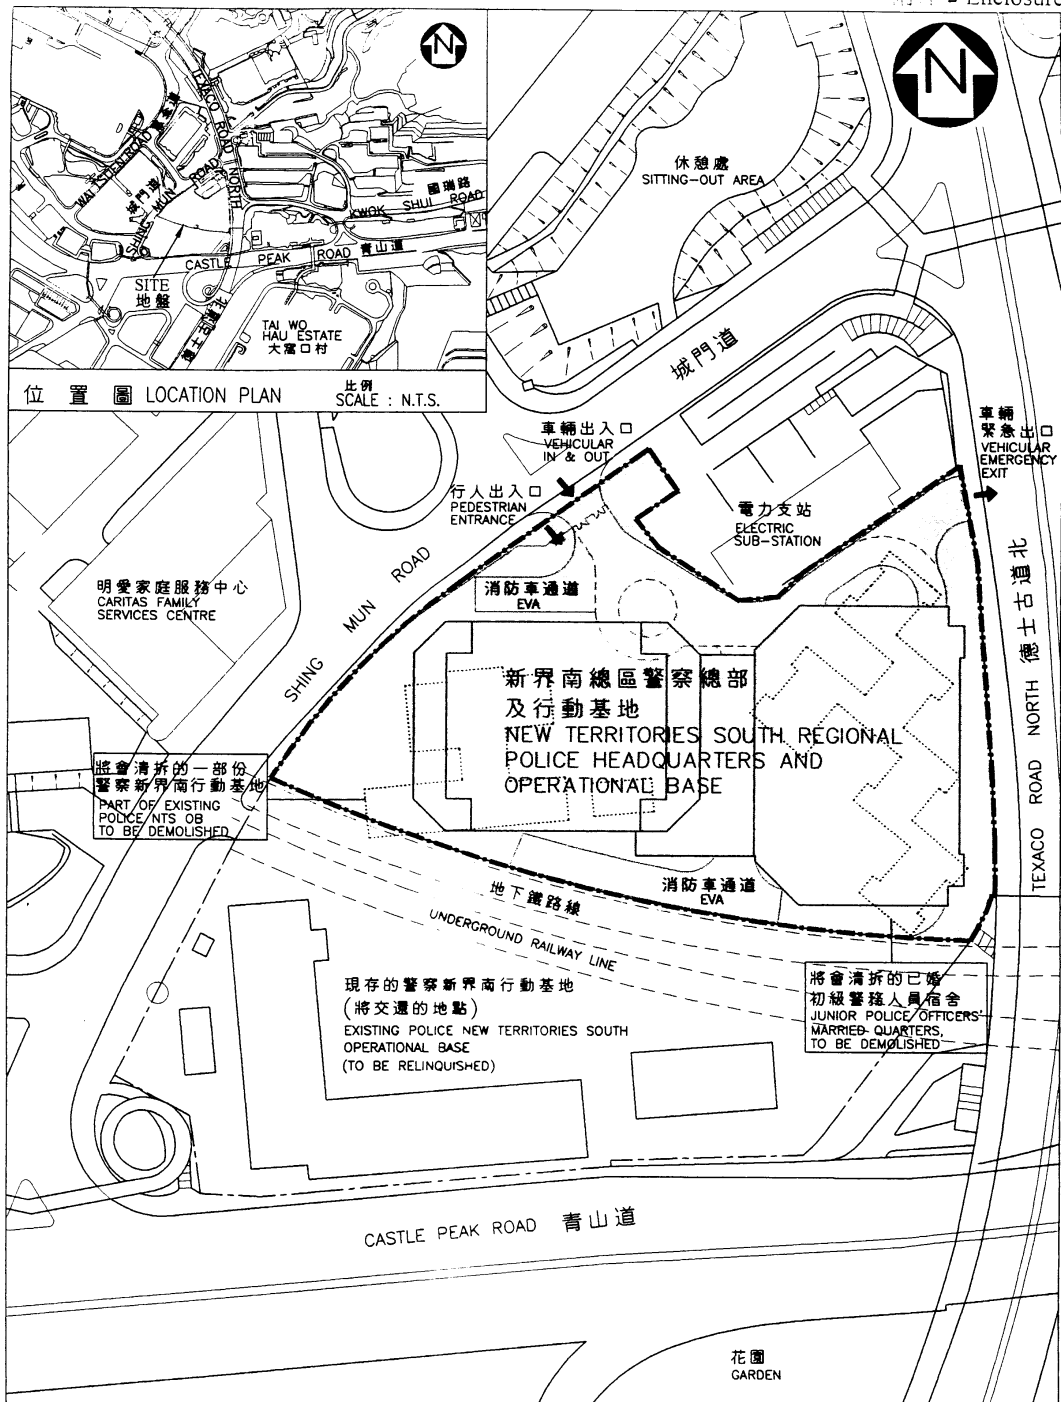 Enclosure
N
TEXACO ROAD NORTH
WAI TSUEN ROAD
城門道
SHING MUN ROAD
國瑞路
KWOK SHUI ROAD
CASTLE PEAK ROAD 青山道
SITE
地盤
TAI WO
HAU ESTATE
大窩口村
位置圖 LOCATION PLAN
比例
SCALE : N.T.S.
N
休憩處
SITTING-OUT AREA
城門道
車輛出入口
VEHICULAR
IN & OUT
行人出入口
PEDESTRIAN
ENTRANCE
車輛
緊急出口
VEHICULAR
EMERGENCY
EXIT
電力支站
ELECTRIC
SUB-STATION
明愛家庭服務中心
CARITAS FAMILY
SERVICES CENTRE
SHING MUN ROAD
消防車通道
EVA
新界南總區警察總部
及行動基地
NEW TERRITORIES SOUTH REGIONAL
POLICE HEADQUARTERS AND
OPERATIONAL BASE
TEXACO ROAD NORTH 德士古道北
將會清拆的一部份
警察新界南行動基地
PART OF EXISTING
POLICE NTS OB
TO BE DEMOLISHED
消防車通道
EVA
地下鐵路線
UNDERGROUND RAILWAY LINE
現存的警察新界南行動基地
(將交還的地點)
EXISTING POLICE NEW TERRITORIES SOUTH
OPERATIONAL BASE
(TO BE RELINQUISHED)
將會清拆的已婚
初級警務人員宿舍
JUNIOR POLICE OFFICERS'
MARRIED QUARTERS,
TO BE DEMOLISHED
CASTLE PEAK ROAD 青山道
花園
GARDEN